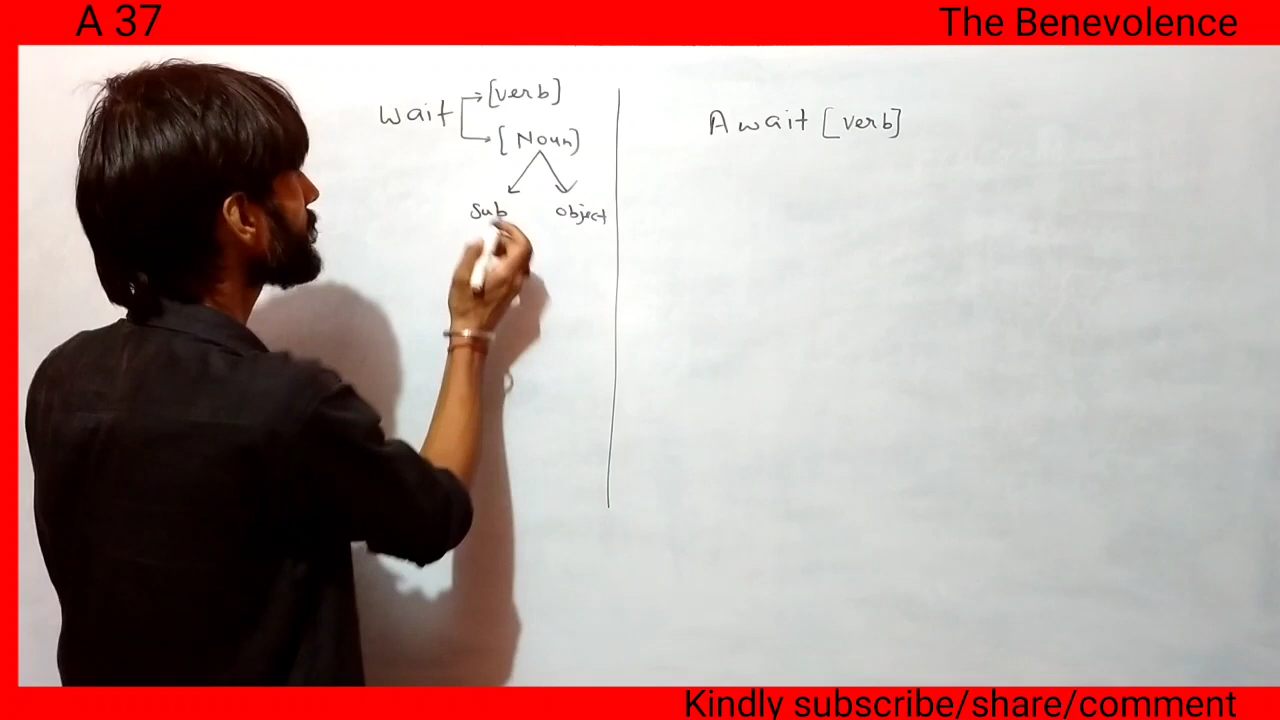 A 37
The Benevolence
Wait
[verb]
[Noun]
Sub
object
Await [verb]
Kindly subscribe/share/comment